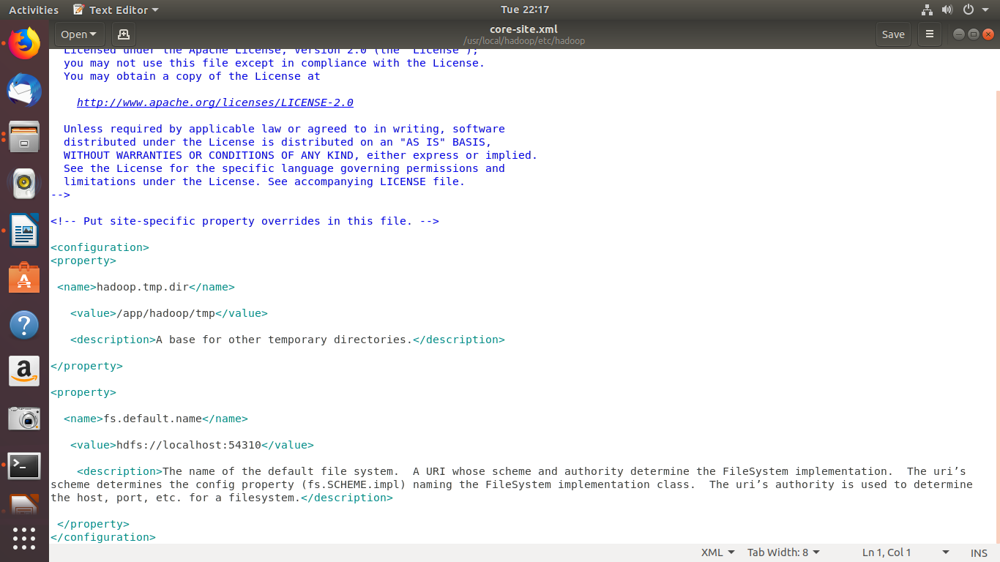 Activities Text Editor Tue 22:17
Open core-site.xml Save
/usr/local/hadoop/etc/hadoop
Licensed under the Apache License, Version 2.0 (the "License");
you may not use this file except in compliance with the License.
You may obtain a copy of the License at
http://www.apache.org/licenses/LICENSE-2.0
Unless required by applicable law or agreed to in writing, software
distributed under the License is distributed on an "AS IS" BASIS,
WITHOUT WARRANTIES OR CONDITIONS OF ANY KIND, either express or implied.
See the License for the specific language governing permissions and
limitations under the License. See accompanying LICENSE file.
-->
<!-- Put site-specific property overrides in this file. -->
<configuration>
<property>
<name>hadoop.tmp.dir</name>
<value>/app/hadoop/tmp</value>
<description>A base for other temporary directories.</description>
</property>
<property>
<name>fs.default.name</name>
<value>hdfs://localhost:54310</value>
<description>The name of the default file system.  A URI whose scheme and authority determine the FileSystem implementation.  The uri’s
scheme determines the config property (fs.SCHEME.impl) naming the FileSystem implementation class.  The uri’s authority is used to determine
the host, port, etc. for a filesystem.</description>
</property>
</configuration>
XML Tab Width: 8 Ln 1, Col 1 INS